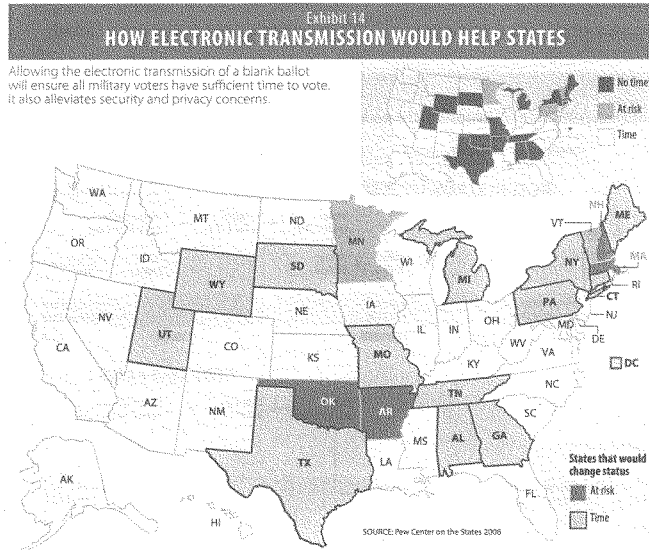 Exhibit 14
HOW ELECTRONIC TRANSMISSION WOULD HELP STATES
Allowing the electronic transmission of a blank ballot
will ensure all military voters have sufficient time to vote.
It also alleviates security and privacy concerns.
No time
At risk
Time
WA
MT
ND
MN
OR
ID
SD
WI
MI
VT
NH
ME
NY
MA
RI
CT
WY
IA
PA
NJ
NV
UT
NE
IL
IN
OH
MD
DE
CA
CO
KS
MO
WV
VA
KY
DC
AZ
NM
OK
AR
TN
NC
SC
TX
LA
MS
AL
GA
FL
AK
HI
States that would
change status
At risk
Time
SOURCE: Pew Center on the States 2008